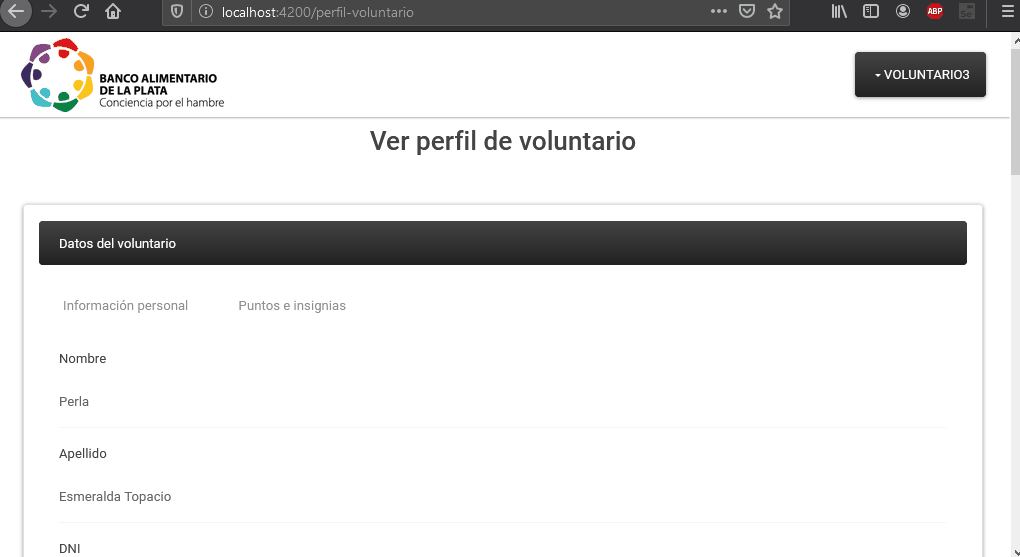 localhost:4200/perfil-voluntario
ABP
BANCO ALIMENTARIO
DE LA PLATA
Conciencia por el hambre
VOLUNTARIO3
Ver perfil de voluntario
Datos del voluntario
Información personal
Puntos e insignias
Nombre
Perla
Apellido
Esmeralda Topacio
DNI